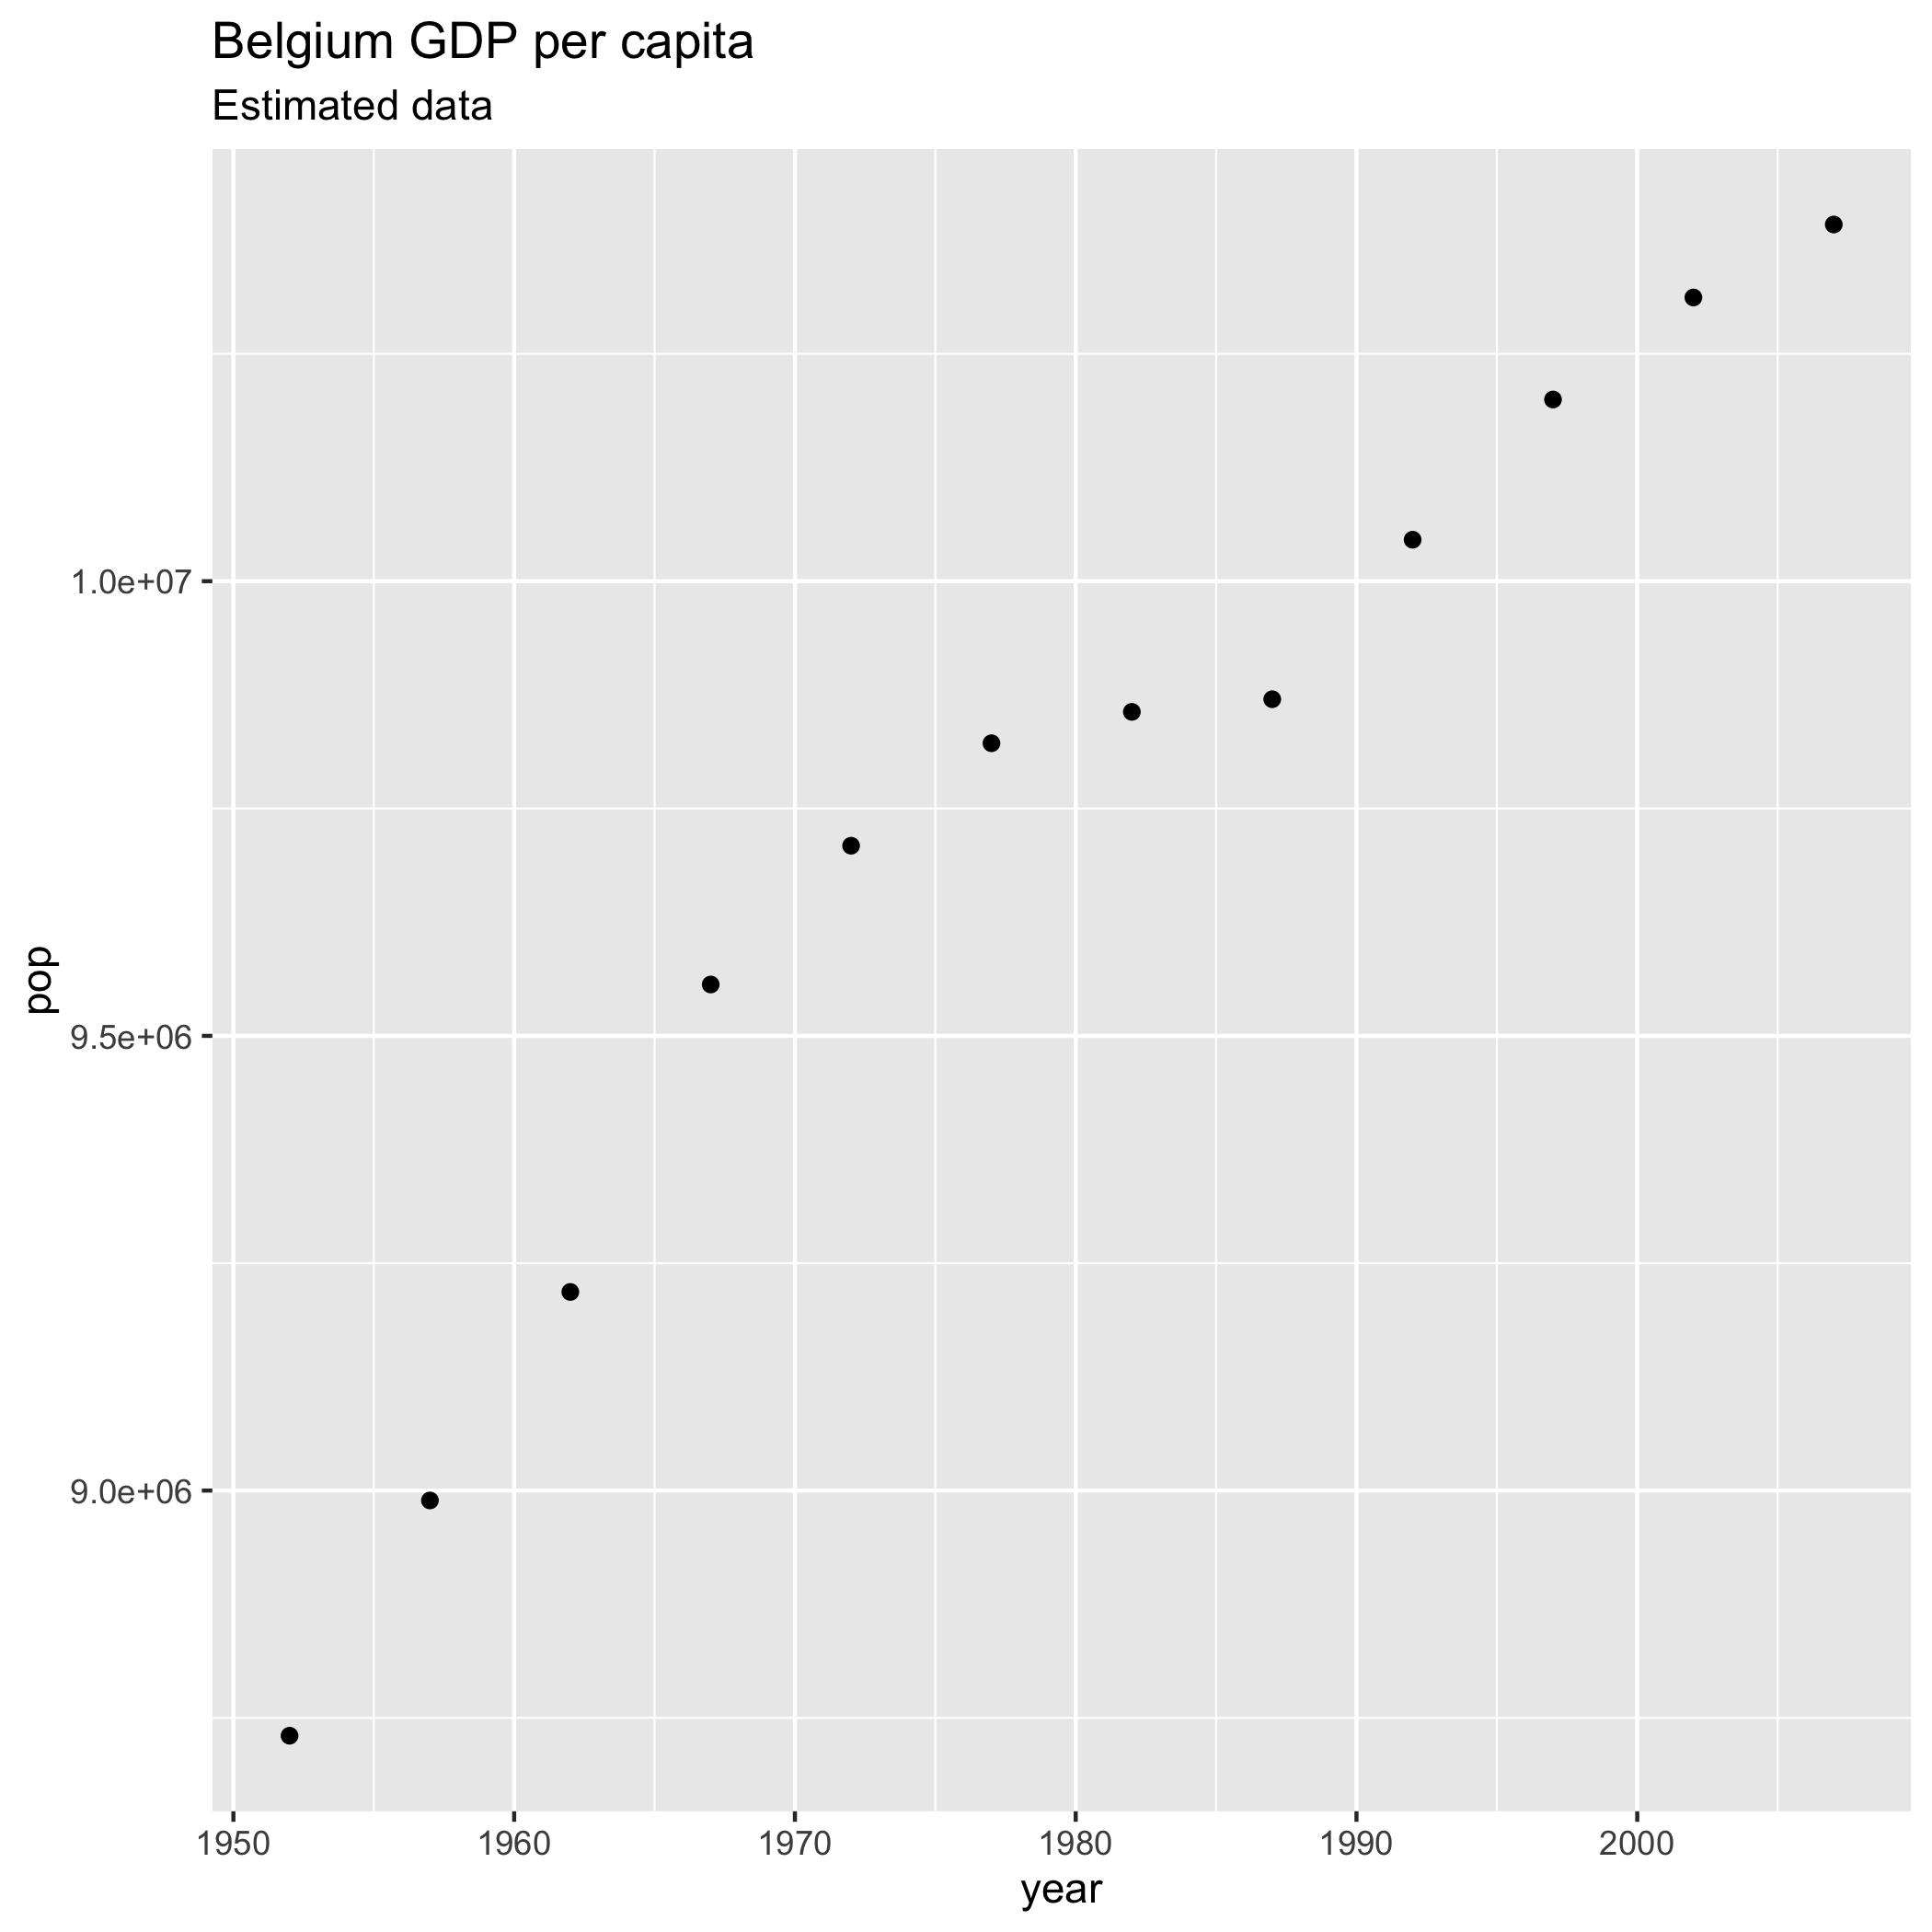 Belgium GDP per capita
Estimated data
1.0e+07
9.5e+06
9.0e+06
pop
1950 1960 1970 1980 1990 2000
year